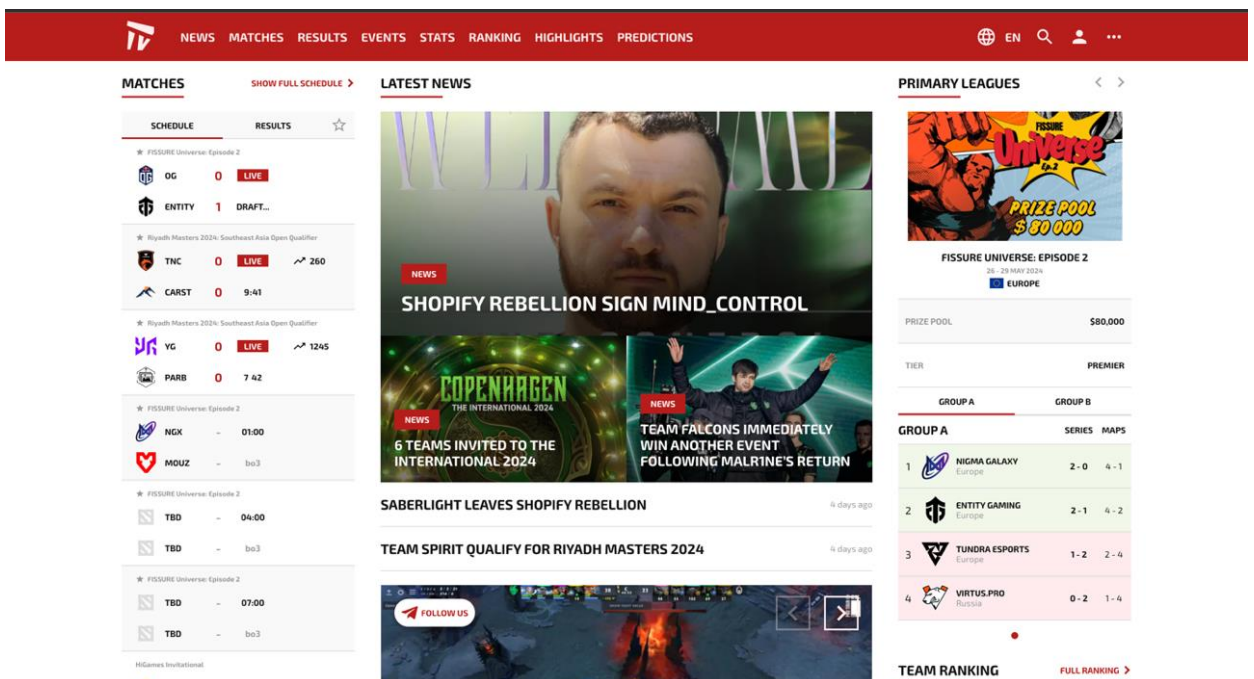 NEWS MATCHES RESULTS EVENTS STATS RANKING HIGHLIGHTS PREDICTIONS
EN
MATCHES
SHOW FULL SCHEDULE
SCHEDULE RESULTS
FISSURE Universe: Episode 2
OG 0 LIVE
ENTITY 1 DRAFT...
Riyadh Masters 2024: Southeast Asia Open Qualifier
TNC 0 LIVE 260
CARST 0 9:41
Riyadh Masters 2024: Southeast Asia Open Qualifier
YG 0 LIVE 1245
PARB 0 7 42
FISSURE Universe: Episode 2
NGX - 01:00
MOUZ - bo3
FISSURE Universe: Episode 2
TBD - 04:00
TBD - bo3
FISSURE Universe: Episode 2
TBD - 07:00
TBD - bo3
HiGames Invitational
LATEST NEWS
NEWS
SHOPIFY REBELLION SIGN MIND_CONTROL
COPENHAGEN
THE INTERNATIONAL 2024
NEWS
6 TEAMS INVITED TO THE
INTERNATIONAL 2024
NEWS
TEAM FALCONS IMMEDIATELY
WIN ANOTHER EVENT
FOLLOWING MALR1NE'S RETURN
SABERLIGHT LEAVES SHOPIFY REBELLION 4 days ago
TEAM SPIRIT QUALIFY FOR RIYADH MASTERS 2024 4 days ago
FOLLOW US
PRIMARY LEAGUES
FISSURE
Universe
Ep.2
PRIZE POOL
$ 80 000
FISSURE UNIVERSE: EPISODE 2
26 - 29 MAY 2024
EUROPE
PRIZE POOL $80,000
TIER PREMIER
GROUP A GROUP B
GROUP A SERIES MAPS
1 NIGMA GALAXY 2 - 0 4 - 1
Europe
2 ENTITY GAMING 2 - 1 4 - 2
Europe
3 TUNDRA ESPORTS 1 - 2 2 - 4
Europe
4 VIRTUS.PRO 0 - 2 1 - 4
Russia
TEAM RANKING
FULL RANKING